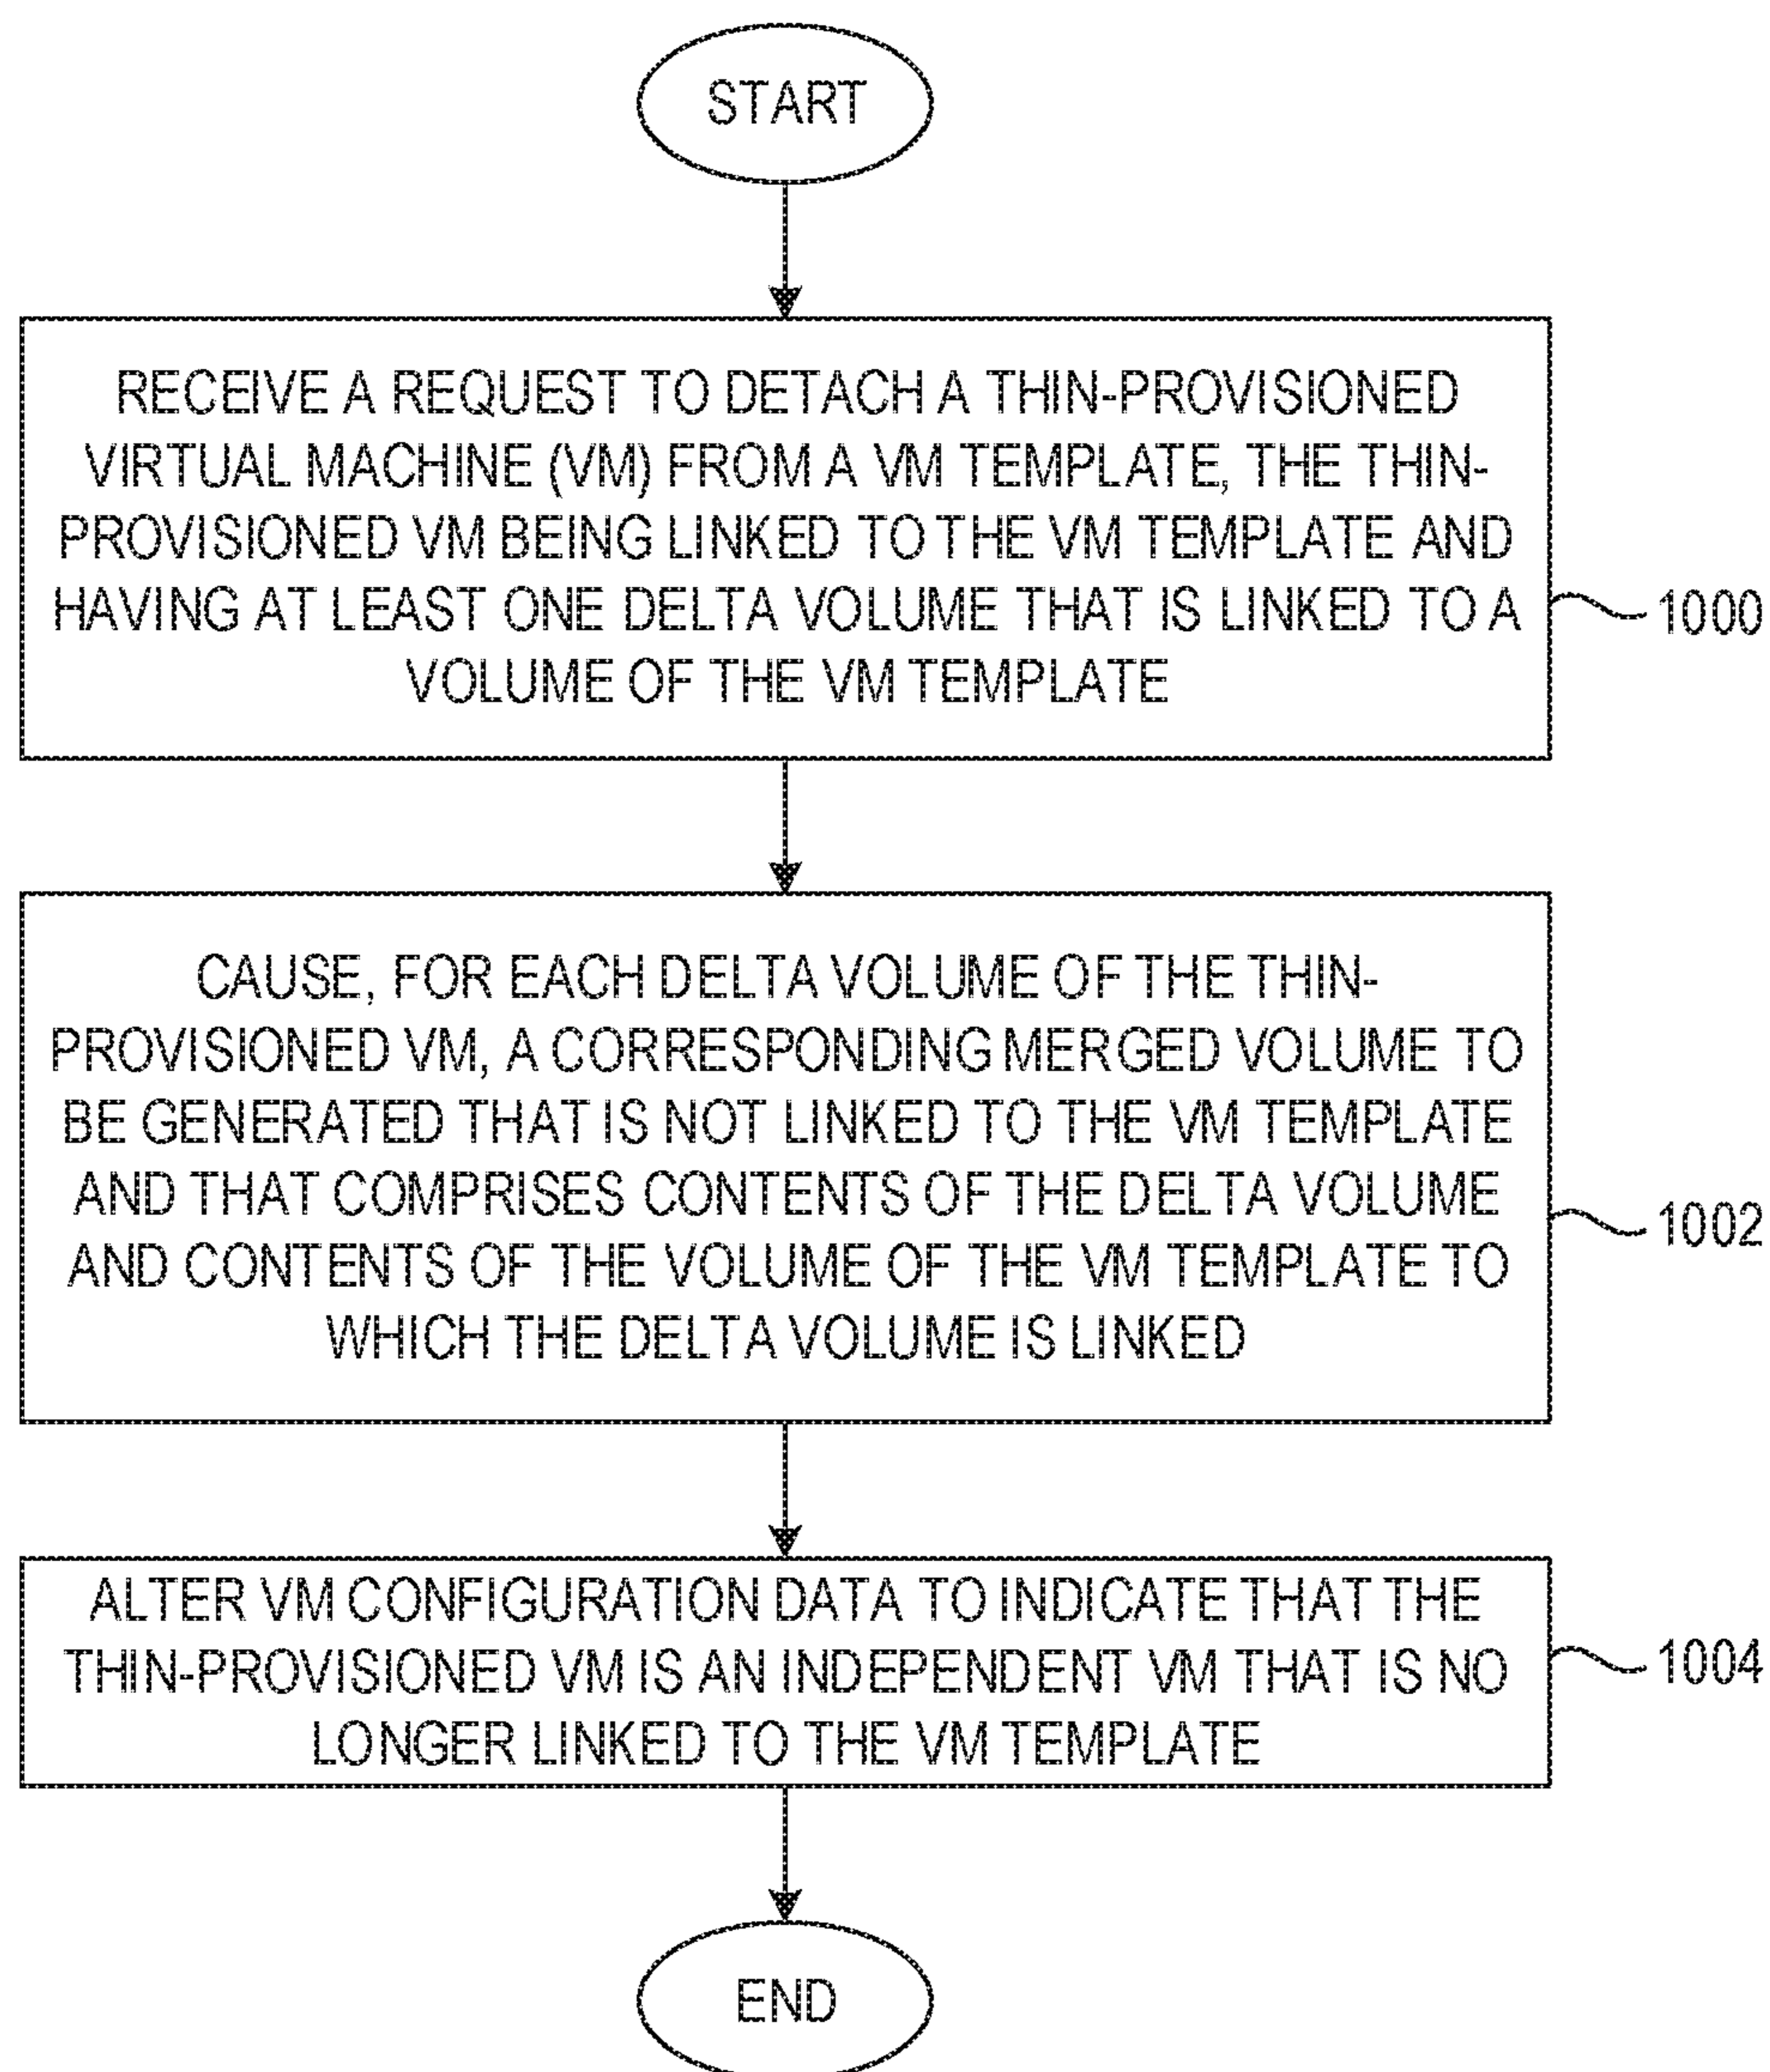 START
RECEIVE A REQUEST TO DETACH A THIN-PROVISIONED
VIRTUAL MACHINE (VM) FROM A VM TEMPLATE, THE THIN-
PROVISIONED VM BEING LINKED TO THE VM TEMPLATE AND
HAVING AT LEAST ONE DELTA VOLUME THAT IS LINKED TO A
VOLUME OF THE VM TEMPLATE
1000
CAUSE, FOR EACH DELTA VOLUME OF THE THIN-
PROVISIONED VM, A CORRESPONDING MERGED VOLUME TO
BE GENERATED THAT IS NOT LINKED TO THE VM TEMPLATE
AND THAT COMPRISES CONTENTS OF THE DELTA VOLUME
AND CONTENTS OF THE VOLUME OF THE VM TEMPLATE TO
WHICH THE DELTA VOLUME IS LINKED
1002
ALTER VM CONFIGURATION DATA TO INDICATE THAT THE
THIN-PROVISIONED VM IS AN INDEPENDENT VM THAT IS NO
LONGER LINKED TO THE VM TEMPLATE
1004
END